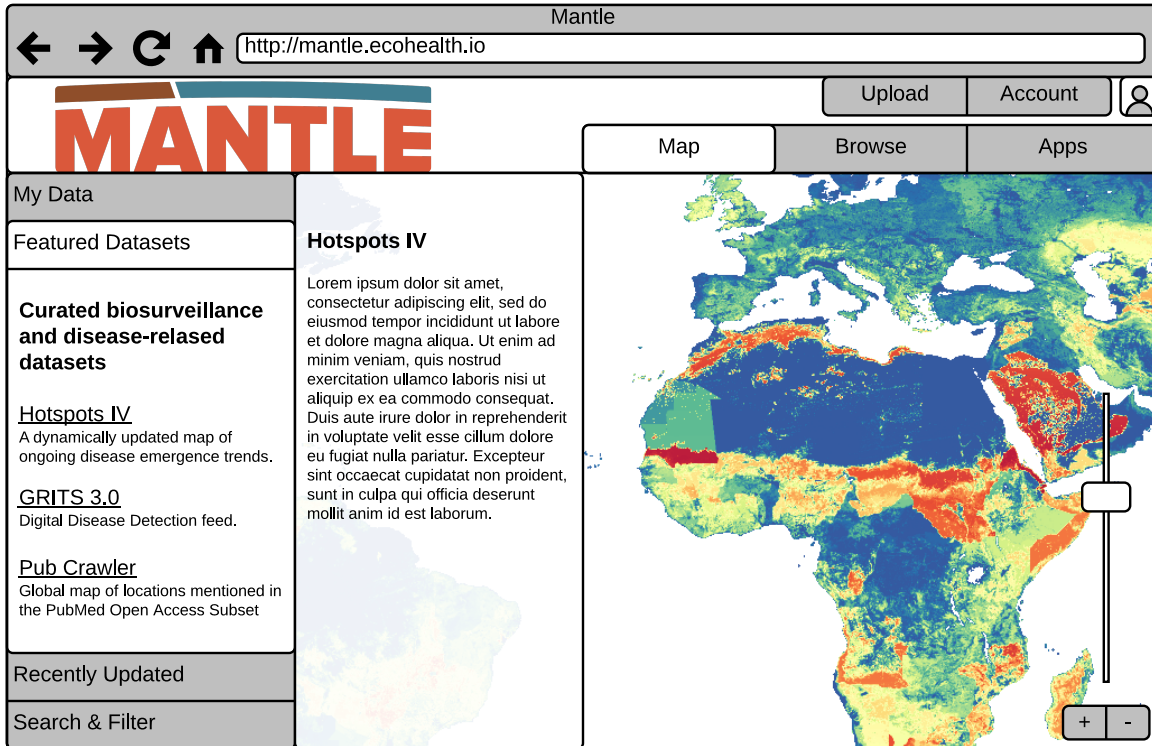 Mantle
http://mantle.ecohealth.io
MANTLE
Upload
Account
Map
Browse
Apps
My Data
Featured Datasets
Curated biosurveillance
and disease-relased
datasets
Hotspots IV
A dynamically updated map of
ongoing disease emergence trends.
GRITS 3.0
Digital Disease Detection feed.
Pub Crawler
Global map of locations mentioned in
the PubMed Open Access Subset
Recently Updated
Search & Filter
Hotspots IV
Lorem ipsum dolor sit amet,
consectetur adipiscing elit, sed do
eiusmod tempor incididunt ut labore
et dolore magna aliqua. Ut enim ad
minim veniam, quis nostrud
exercitation ullamco laboris nisi ut
aliquip ex ea commodo consequat.
Duis aute irure dolor in reprehenderit
in voluptate velit esse cillum dolore
eu fugiat nulla pariatur. Excepteur
sint occaecat cupidatat non proident,
sunt in culpa qui officia deserunt
mollit anim id est laborum.
+ -